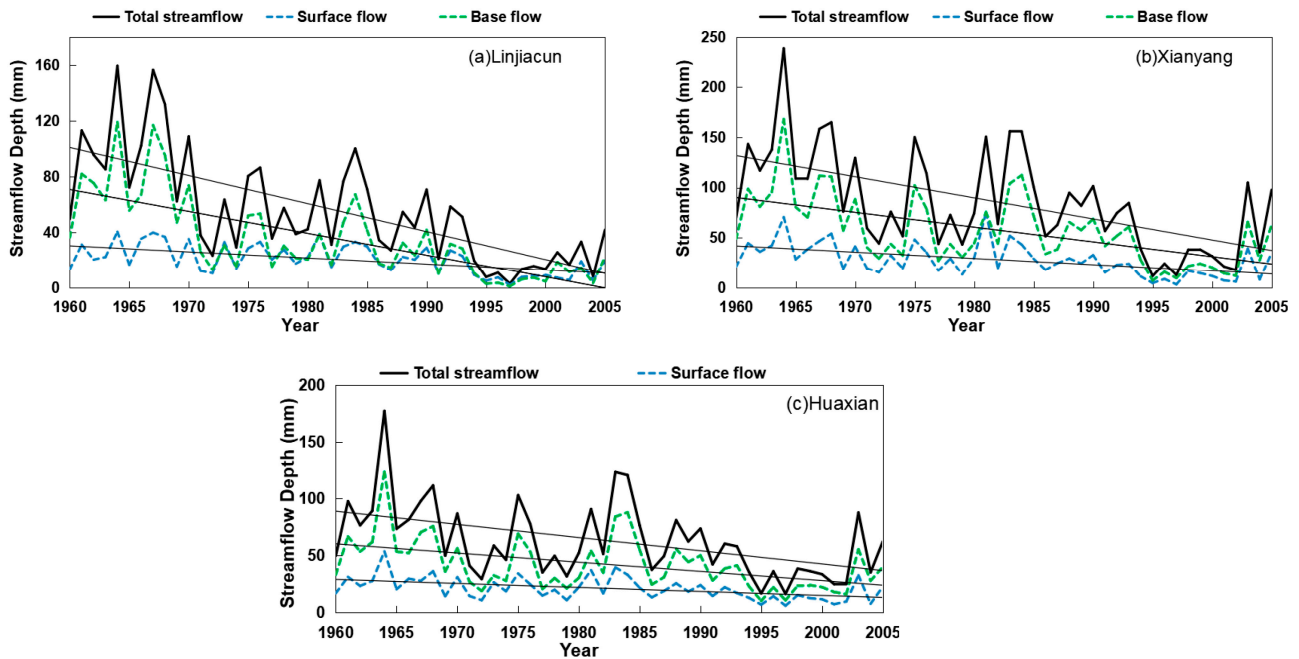 Total streamflow Surface flow Base flow
(a)Linjiacun
Streamflow Depth (mm)
160
120
80
40
0
1960 1965 1970 1975 1980 1985 1990 1995 2000 2005
Year
Total streamflow Surface flow Base flow
(b)Xianyang
Streamflow Depth (mm)
250
200
150
100
50
0
1960 1965 1970 1975 1980 1985 1990 1995 2000 2005
Year
Total streamflow Surface flow
(c)Huaxian
Streamflow Depth (mm)
200
150
100
50
0
1960 1965 1970 1975 1980 1985 1990 1995 2000 2005
Year